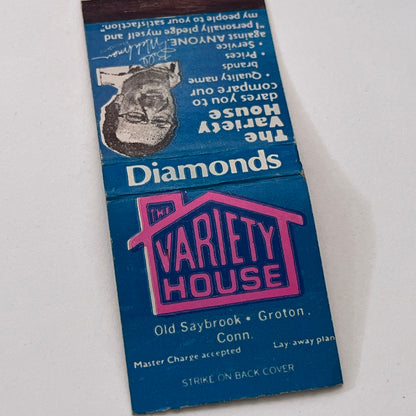 The
Variety
House
dares you to
compare our
• Quality name
brands
• Prices
• Service
against ANYONE.
"I personally pledge myself and
my people to your satisfaction."
Diamonds
THE
VARIETY
HOUSE
Old Saybrook • Groton.
Conn.
Master Charge accepted
Lay-away plan
STRIKE ON BACK COVER